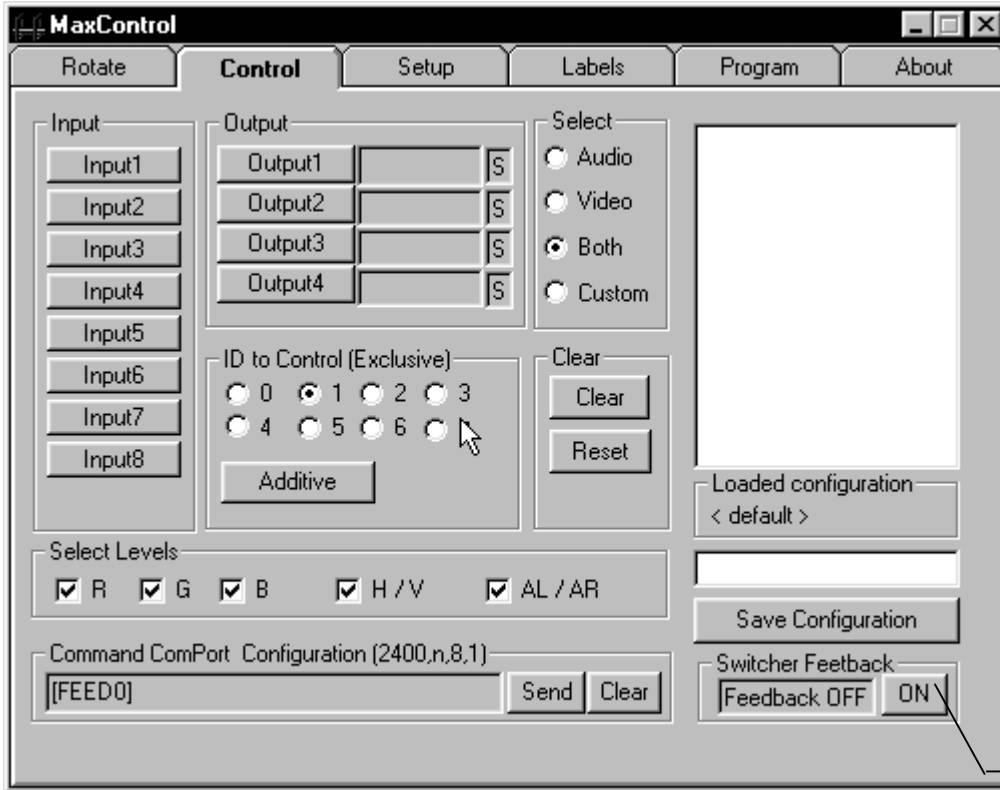 MaxControl
Rotate Control Setup Labels Program About
Input
Input1
Input2
Input3
Input4
Input5
Input6
Input7
Input8
Output
Output1 S
Output2 S
Output3 S
Output4 S
Select
Audio
Video
Both
Custom
ID to Control (Exclusive)
0 1 2 3
4 5 6
Additive
Clear
Clear
Reset
Loaded configuration
< default >
Select Levels
R G B H / V AL / AR
Save Configuration
Command ComPort Configuration (2400,n,8,1)
[FEED0] Send Clear
Switcher Feetback
Feedback OFF ON